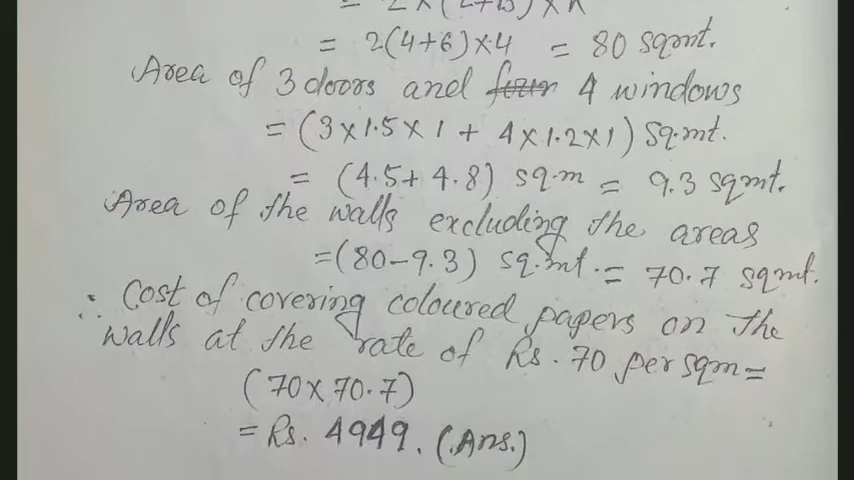 = 2 × (L+B) × h
= 2(4+6)×4 = 80 sqmt.
Area of 3 doors and 4 windows
= (3×1.5×1 + 4×1.2×1) Sq.mt.
= (4.5+4.8) sq.m = 9.3 sqmt.
Area of the walls excluding the areas
=(80-9.3) sq.mt. = 70.7 sqmt.
∴ Cost of covering coloured papers on the
walls at the rate of Rs. 70 per sqm=
(70×70.7)
= Rs. 4949. (Ans.)